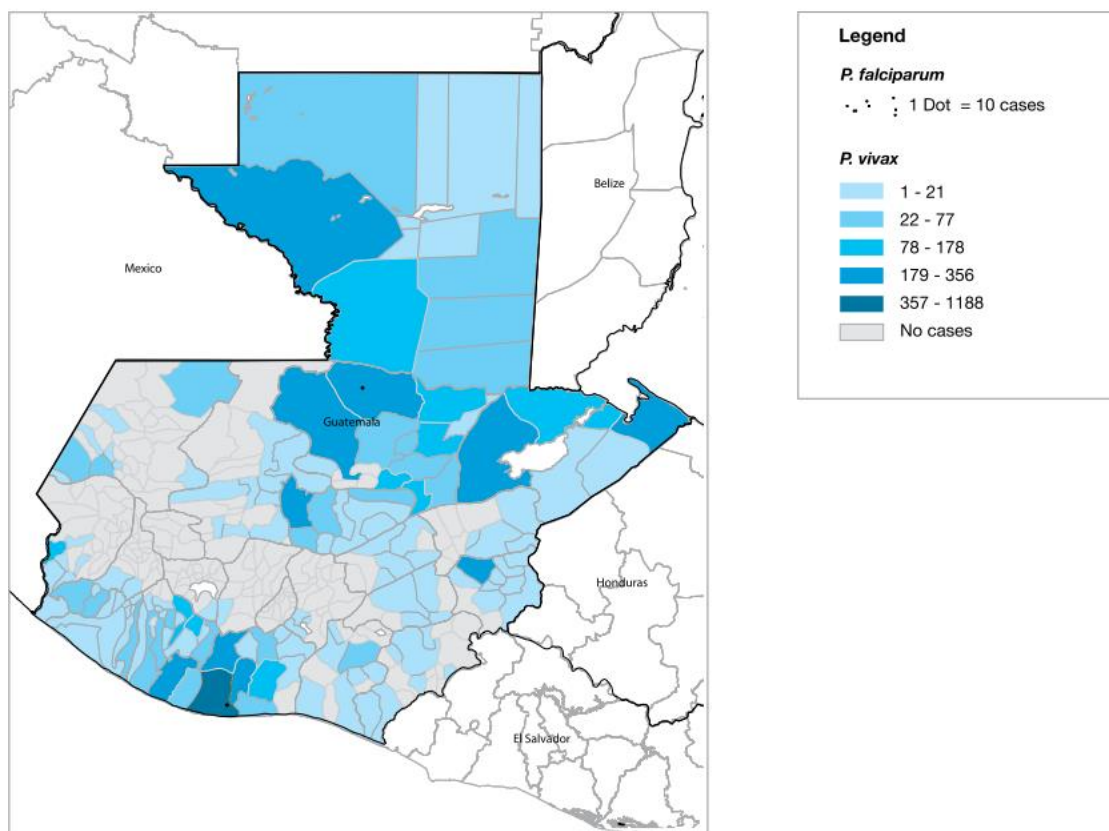 Legend
P. falciparum
1 Dot = 10 cases
P. vivax
1 - 21
22 - 77
78 - 178
179 - 356
357 - 1188
No cases
Belize
Mexico
Guatemala
Honduras
El Salvador